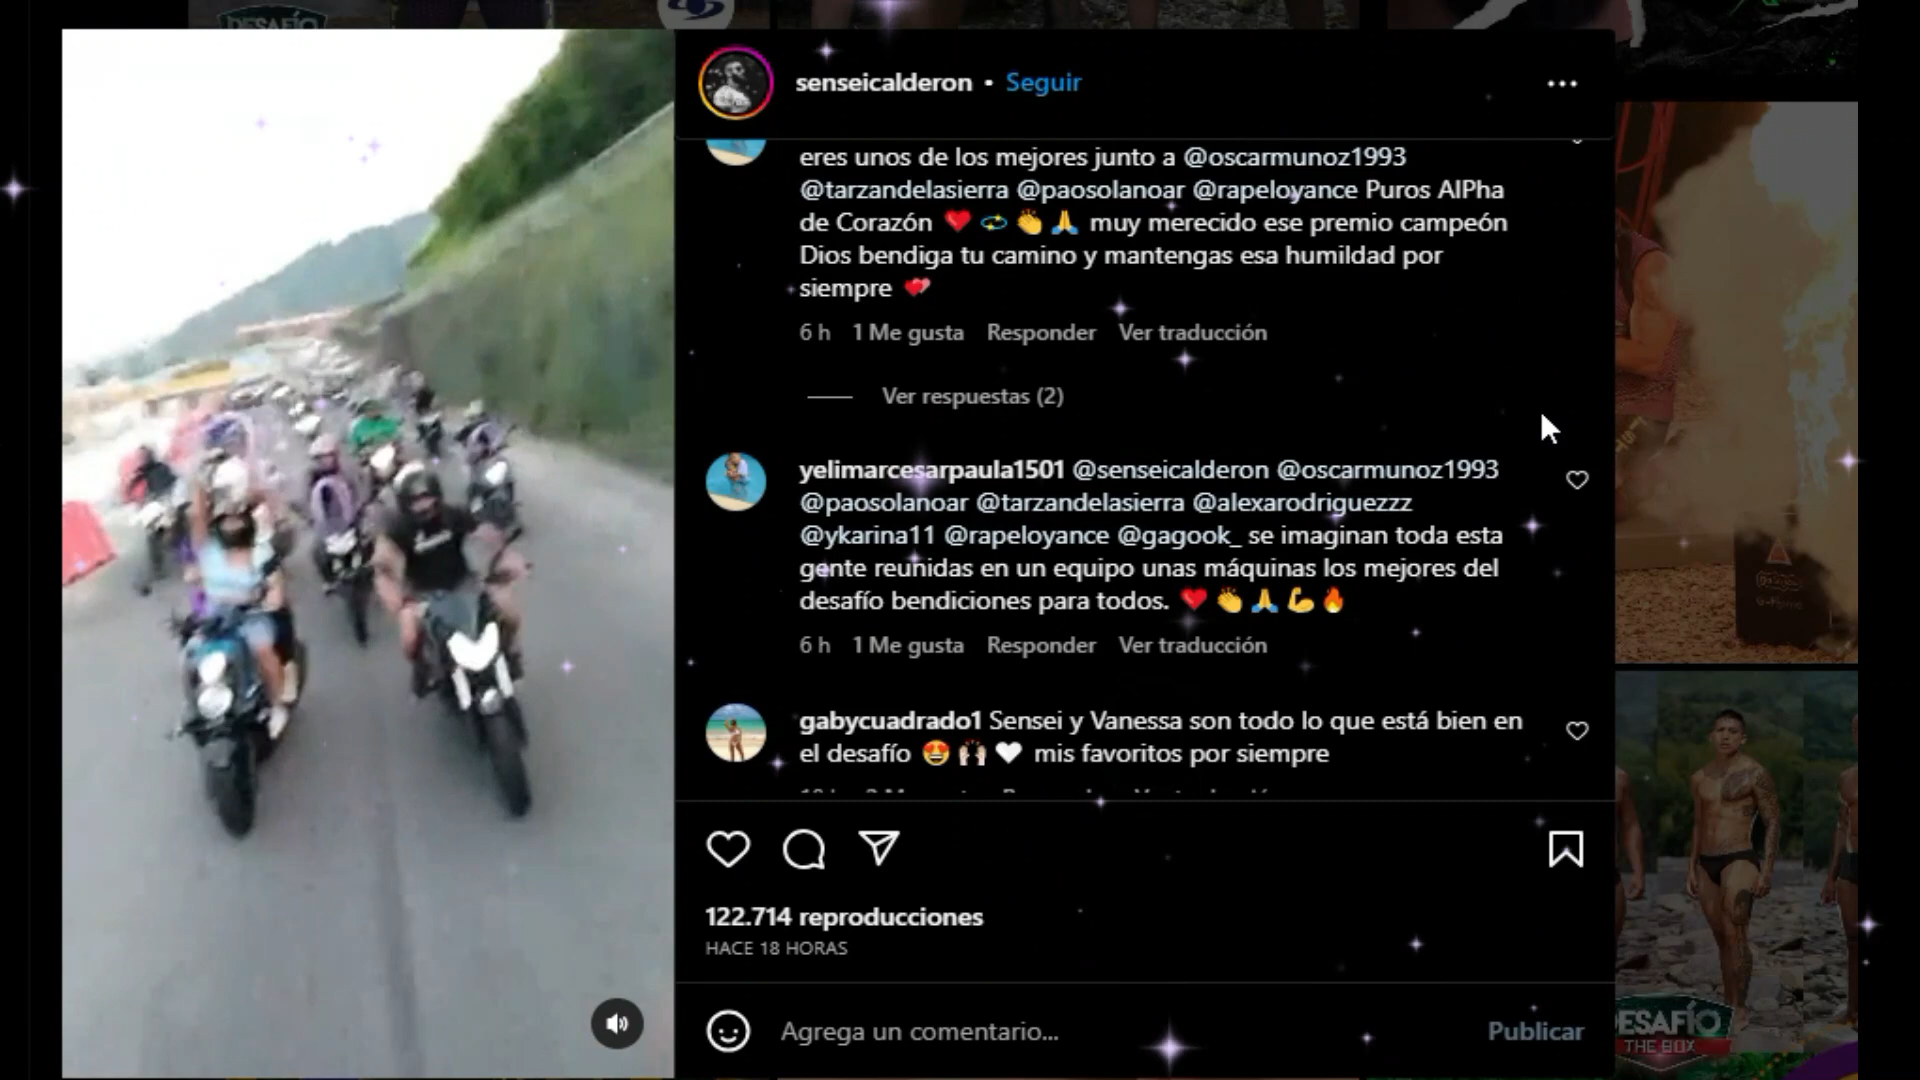 DESAFÍO
senseicalderon • Seguir
eres unos de los mejores junto a @oscarmunoz1993
@tarzandelasierra @paosolanoar @rapeloyance Puros AlPha
de Corazón ❤️ 💫 👏 🙏 muy merecido ese premio campeón
Dios bendiga tu camino y mantengas esa humildad por
siempre 💕
6 h 1 Me gusta Responder Ver traducción
Ver respuestas (2)
yelimarcesarpaula1501 @senseicalderon @oscarmunoz1993
@paosolanoar @tarzandelasierra @alexarodriguezzz
@ykarina11 @rapeloyance @gagook_ se imaginan toda esta
gente reunidas en un equipo unas máquinas los mejores del
desafío bendiciones para todos. ❤️ 👏 🙏 💪 🔥
6 h 1 Me gusta Responder Ver traducción
gabycuadrado1 Sensei y Vanessa son todo lo que está bien en
el desafío 😍 🙌🏻 🤍 mis favoritos por siempre
122.714 reproducciones
HACE 18 HORAS
Agrega un comentario...
Publicar
ESAFÍO
THE BOX